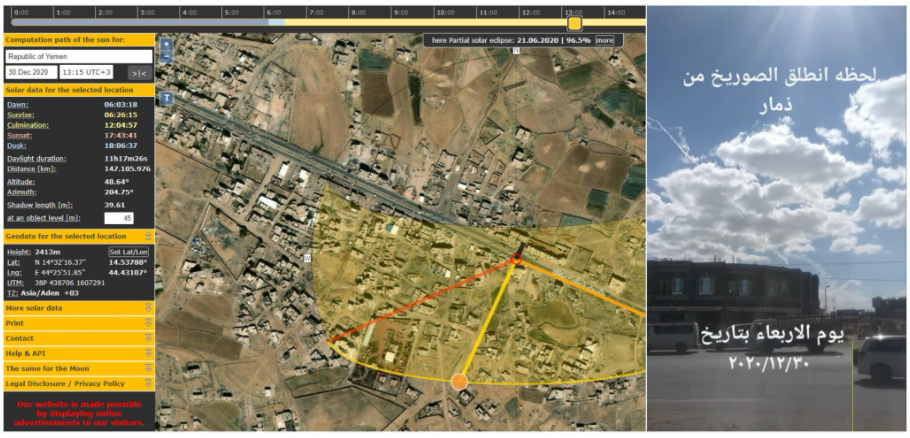 0:00 1:00 2:00 3:00 4:00 5:00 6:00 7:00 8:00 9:00 10:00 11:00 12:00 13:00 14:00
Computation path of the sun for:
Republic of Yemen
30.Dec.2020 13:15 UTC+3 >|<
Solar data for the selected location
Dawn: 06:03:18
Sunrise: 06:26:15
Culmination: 12:04:57
Sunset: 17:43:41
Dusk: 18:06:37
Daylight duration: 11h17m26s
Distance [km]: 147.105.976
Altitude: 48.64°
Azimuth: 204.75°
Shadow length [m]: 39.61
at an object level [m]: 45
Geodata for the selected location
Height: 2413m Set Lat/Lon
Lat: N 14°32'16.37'' 14.53788°
Lng: E 44°25'51.85'' 44.43107°
UTM: 38P 438706 1607291
TZ: Asia/Aden +03
More solar data
Print
Contact
Help & API
The same for the Moon
Legal Disclosure / Privacy Policy
Our website is made possible
by displaying online
advertisements to our visitors.
+
−
T
here Partial solar eclipse: 21.06.2020 | 96.5% more
N
W
لحظه انطلق الصوريخ من
ذمار
يوم الاربعاء بتاريخ
٢٠٢٠/١٢/٣٠